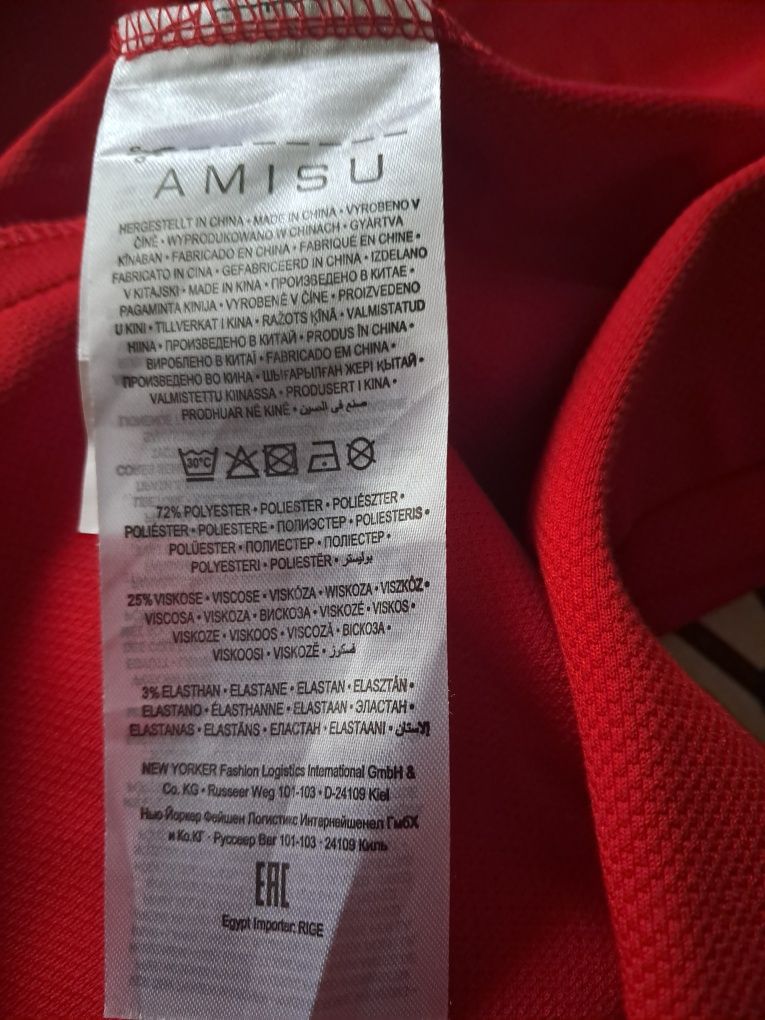 AMISU
HERGESTELLT IN CHINA • MADE IN CHINA • VYROBENO V
ČÍNĚ • WYPRODUKOWANO W CHINACH • GYÁRTVA
KÍNÁBAN • FABRICADO EN CHINA • FABRIQUÉ EN CHINE •
FABRICATO IN CINA • GEFABRICEERD IN CHINA • IZDELANO
V KITAJSKI • MADE IN KINA • ПРОИЗВЕДЕНО В КИТАЕ •
PAGAMINTA KINIJA • VYROBENÉ V ČÍNE • PROIZVEDENO
U KINI • TILLVERKAT I KINA • RAŽOTS ĶĪNĀ • VALMISTATUD
HIINA • ПРОИЗВЕДЕНО В КИТАЙ • PRODUS ÎN CHINA •
ВИРОБЛЕНО В КИТАЇ • FABRICADO EM CHINA •
ПРОИЗВЕДЕНО ВО КИНА • ШЫҒАРЫЛҒАН ЖЕРІ ҚЫТАЙ •
VALMISTETTU KIINASSA • PRODUSERT I KINA •
PRODHUAR NË KINË • صنع في الصين
30°C
72% POLYESTER • POLIESTER • POLIÉSZTER •
POLIÉSTER • POLIESTERE • ПОЛИЭСТЕР • POLIESTERIS •
POLÜESTER • ПОЛИЕСТЕР • ПОЛІЕСТЕР •
POLYESTERI • POLIESTËR • بوليستر
25% VISKOSE • VISCOSE • VISKÓZA • WISKOZA • VISZKÓZ •
VISCOSA • VISKOZA • ВИСКОЗА • VISKOZĖ • VISKOS •
VISKOZE • VISKOOS • VISCOZĂ • ВІСКОЗА •
VISKOOSI • VISKOZË • فسكوز
3% ELASTHAN • ELASTANE • ELASTAN • ELASZTÁN •
ELASTANO • ÉLASTHANNE • ELASTAAN • ЭЛАСТАН •
ELASTANAS • ELASTĀNS • ЕЛАСТАН • ELASTAANI • الاستان
NEW YORKER Fashion Logistics International GmbH &
Co. KG • Russeer Weg 101-103 • D-24109 Kiel
Нью-Йоркер Фейшен Логистикс Интернейшенел ГмбХ
и Ко.КГ · Руссеер Вег 101-103 · 24109 Киль
EAC
Egypt Importer: RIGE